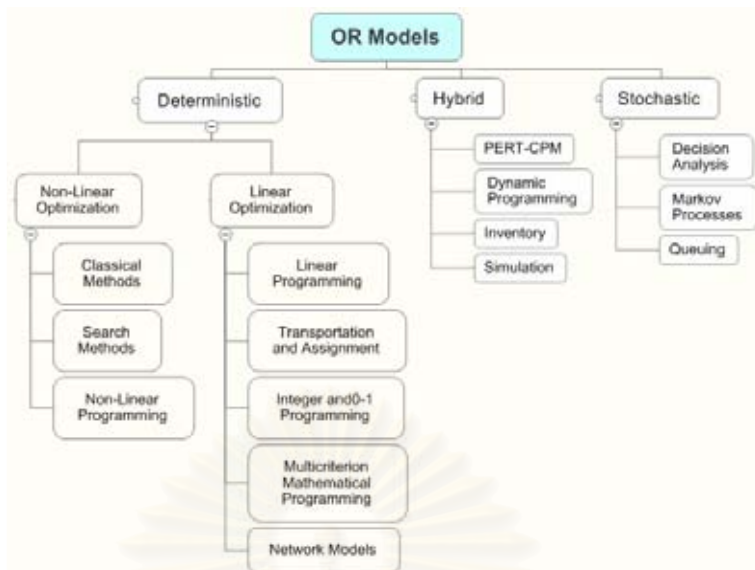 OR Models
Deterministic
Hybrid
Stochastic
Non-Linear
Optimization
Linear
Optimization
Classical
Methods
Search
Methods
Non-Linear
Programming
Linear
Programming
Transportation
and Assignment
Integer and0-1
Programming
Multicriterion
Mathematical
Programming
Network Models
PERT-CPM
Dynamic
Programming
Inventory
Simulation
Decision
Analysis
Markov
Processes
Queuing